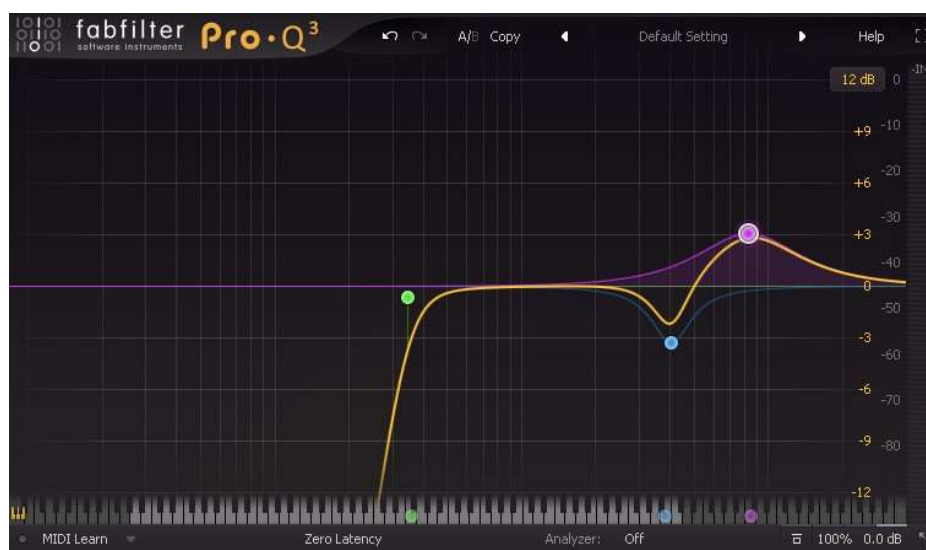 fabfilter
software instruments
Pro·Q³
A/B Copy
Default Setting
Help
-IN
12 dB 0
+9 -10
+6 -20
-30
+3
-40
0
-50
-3
-60
-6
-70
-9 -80
-12
MIDI Learn
Zero Latency
Analyzer: Off
100% 0.0 dB